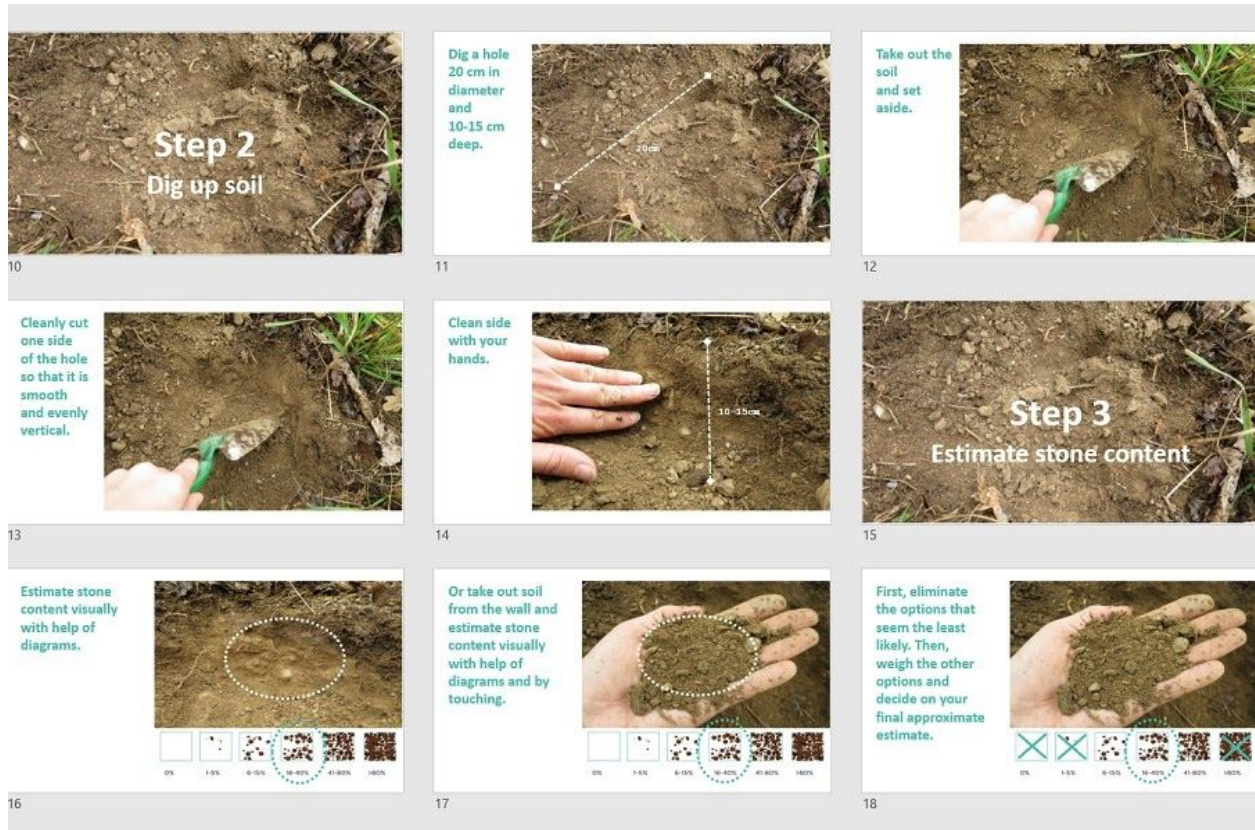 Step 2
Dig up soil
10
Dig a hole
20 cm in
diameter
and
10-15 cm
deep.
20cm
11
Take out the
soil
and set
aside.
12
Cleanly cut
one side
of the hole
so that it is
smooth
and evenly
vertical.
13
Clean side
with your
hands.
10-15cm
14
Step 3
Estimate stone content
15
Estimate stone
content visually
with help of
diagrams.
0% 1-5% 6-15% 16-40% 41-80% >80%
16
Or take out soil
from the wall and
estimate stone
content visually
with help of
diagrams and by
touching.
0% 1-5% 6-15% 16-40% 41-80% >80%
17
First, eliminate
the options that
seem the least
likely. Then,
weigh the other
options and
decide on your
final approximate
estimate.
0% 1-5% 6-15% 16-40% 41-80% >80%
18